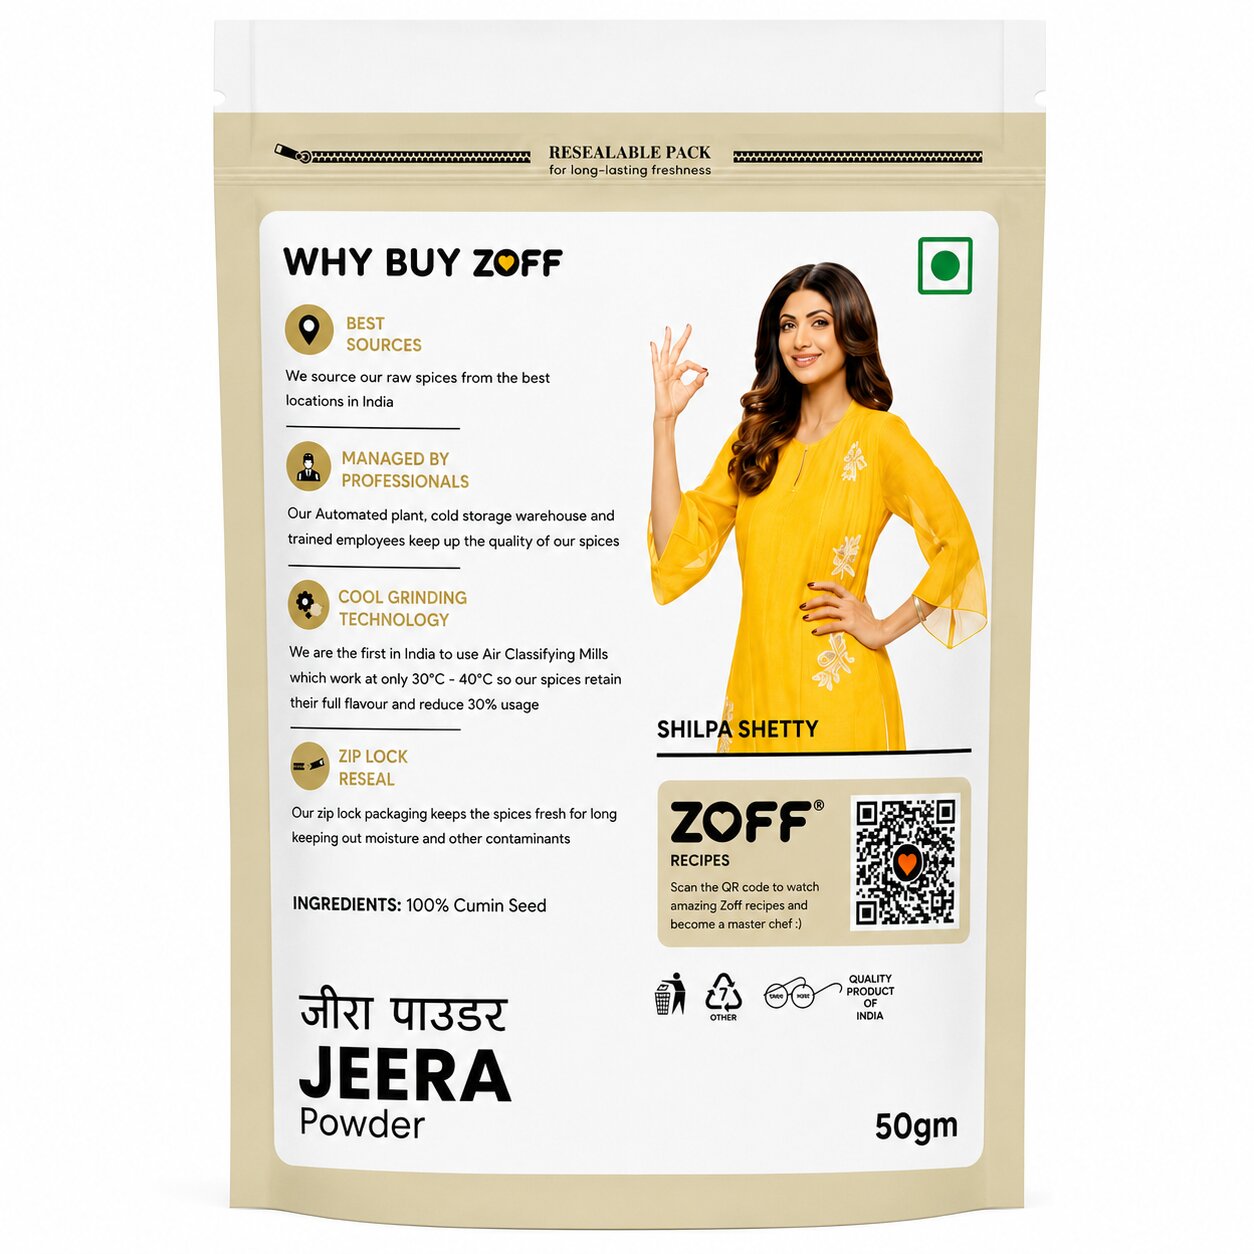 RESEALABLE PACK
for long-lasting freshness
WHY BUY ZOFF
BEST
SOURCES
We source our raw spices from the best
locations in India
MANAGED BY
PROFESSIONALS
Our Automated plant, cold storage warehouse and
trained employees keep up the quality of our spices
COOL GRINDING
TECHNOLOGY
We are the first in India to use Air Classifying Mills
which work at only 30°C - 40°C so our spices retain
their full flavour and reduce 30% usage
ZIP LOCK
RESEAL
Our zip lock packaging keeps the spices fresh for long
keeping out moisture and other contaminants
INGREDIENTS: 100% Cumin Seed
जीरा पाउडर
JEERA
Powder
SHILPA SHETTY
ZOFF®
RECIPES
Scan the QR code to watch
amazing Zoff recipes and
become a master chef :)
7
OTHER
QUALITY
PRODUCT
OF
INDIA
50gm